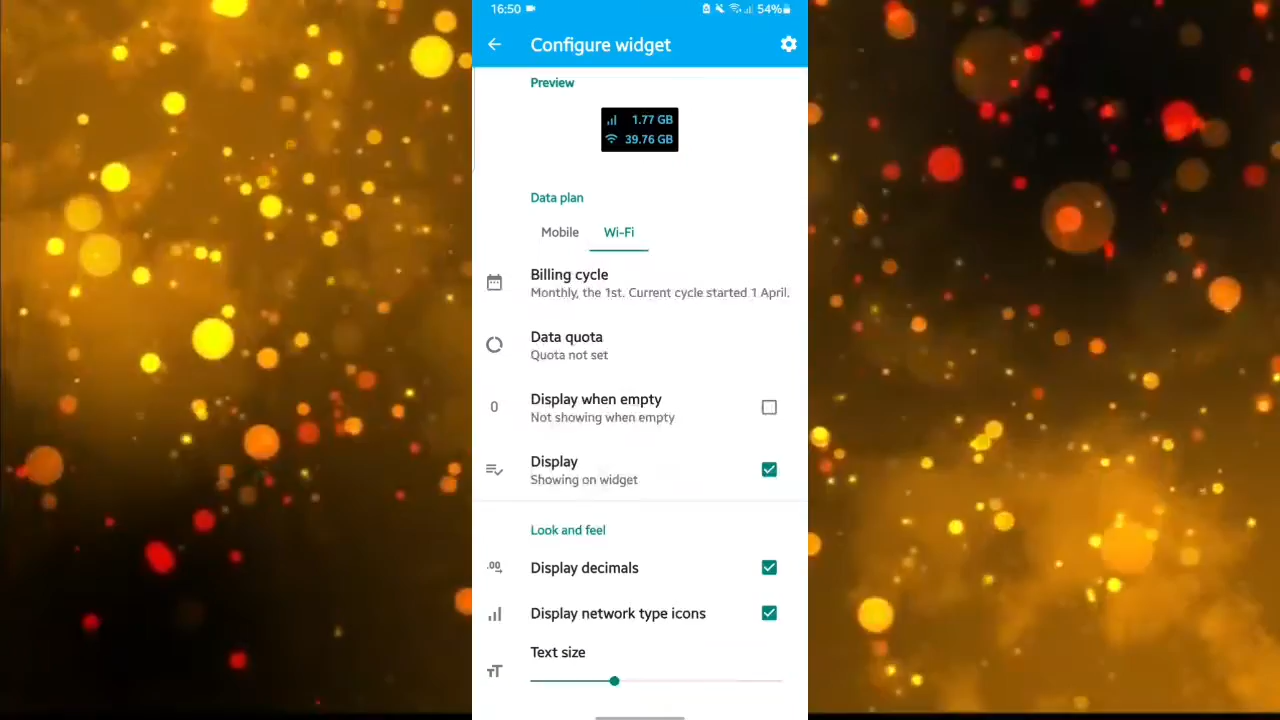 16:50 54%
Configure widget
Preview
1.77 GB
39.76 GB
Data plan
Mobile Wi-Fi
Billing cycle
Monthly, the 1st. Current cycle started 1 April.
Data quota
Quota not set
0 Display when empty
Not showing when empty
Display
Showing on widget
Look and feel
.00 Display decimals
Display network type icons
Text size
TT